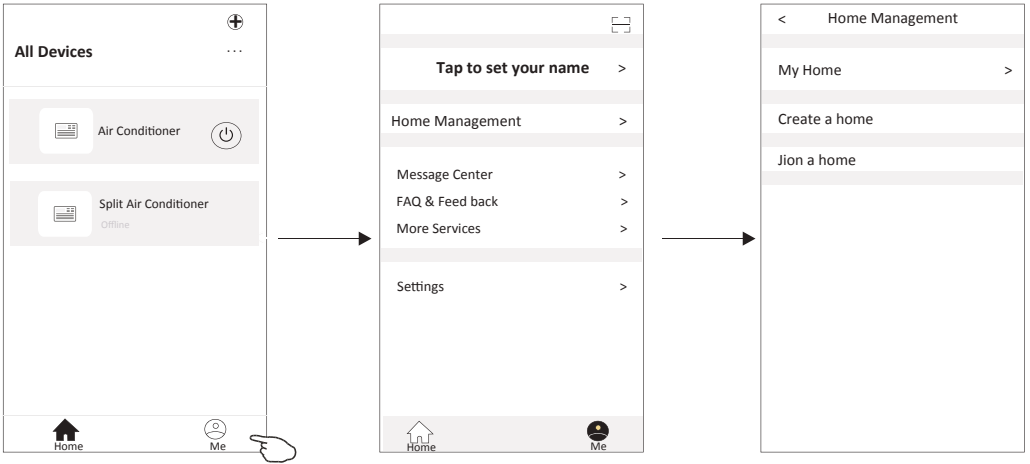 All Devices
...
Air Conditioner
Split Air Conditioner
Offline
Home
Me
Tap to set your name >
Home Management >
Message Center >
FAQ & Feed back >
More Services >
Settings >
Home
Me
< Home Management
My Home >
Create a home
Jion a home